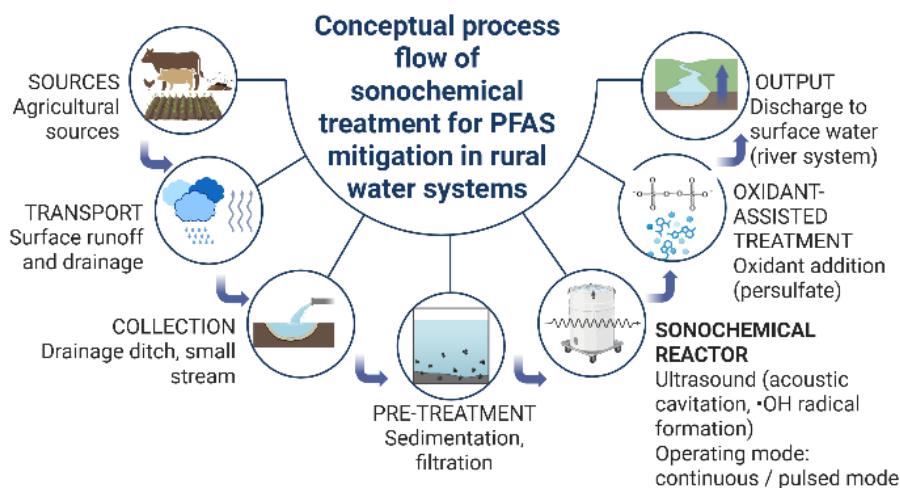 Conceptual process
flow of
sonochemical
treatment for PFAS
mitigation in rural
water systems
SOURCES
Agricultural
sources
TRANSPORT
Surface runoff
and drainage
COLLECTION
Drainage ditch, small
stream
PRE-TREATMENT
Sedimentation,
filtration
SONOCHEMICAL
REACTOR
Ultrasound (acoustic
cavitation, •OH radical
formation)
Operating mode:
continuous / pulsed mode
OXIDANT-
ASSISTED
TREATMENT
Oxidant addition
(persulfate)
OUTPUT
Discharge to
surface water
(river system)